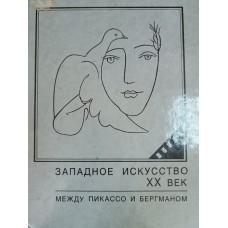 ЗАПАДНОЕ ИСКУССТВО
XX ВЕК
МЕЖДУ ПИКАССО И БЕРГМАНОМ